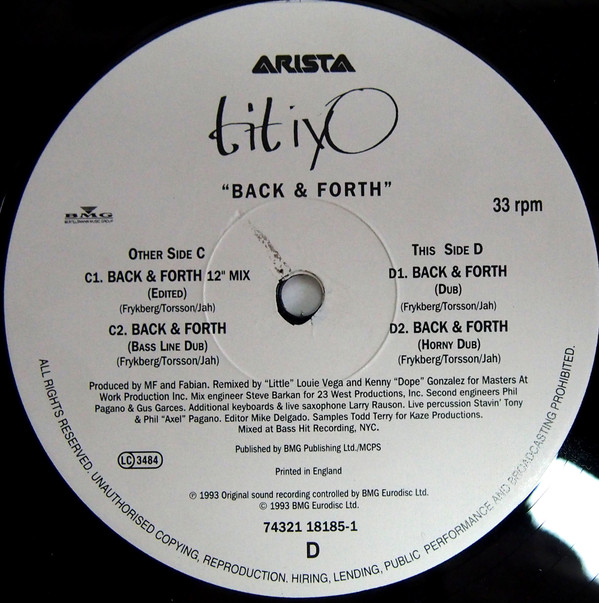 ARISTA
titiyO
"BACK & FORTH"
BMG
33 rpm
OTHER SIDE C
C1. BACK & FORTH 12" MIX
(EDITED)
(Frykberg/Torsson/Jah)
C2. BACK & FORTH
(BASS LINE DUB)
(Frykberg/Torsson/Jah)
THIS SIDE D
D1. BACK & FORTH
(DUB)
(Frykberg/Torsson/Jah)
D2. BACK & FORTH
(HORNY DUB)
(Frykberg/Torsson/Jah)
Produced by MF and Fabian. Remixed by "Little" Louie Vega and Kenny "Dope" Gonzalez for Masters At
Work Production Inc. Mix engineer Steve Barkan for 23 West Productions, Inc. Second engineers Phil
Pagano & Gus Garces. Additional keyboards & live saxophone Larry Rauson. Live percussion Stavin' Tony
& Phil "Axel" Pagano. Editor Mike Delgado. Samples Todd Terry for Kaze Productions.
Mixed at Bass Hit Recording, NYC.
Published by BMG Publishing Ltd./MCPS
LC 3484
Printed in England
℗ 1993 Original sound recording controlled by BMG Eurodisc Ltd.
© 1993 BMG Eurodisc Ltd.
74321 18185-1
D
ALL RIGHTS RESERVED. UNAUTHORISED COPYING, REPRODUCTION. HIRING, LENDING, PUBLIC PERFORMANCE AND BROADCASTING PROHIBITED.